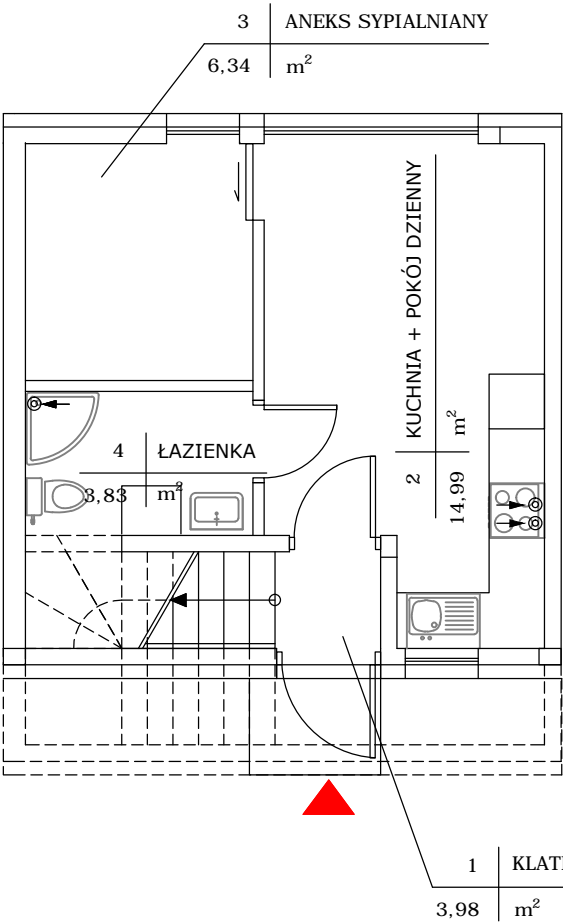 3 ANEKS SYPIALNIANY
6,34 m²
KUCHNIA + POKÓJ DZIENNY
2 14,99 m²
4 ŁAZIENKA
3,83 m²
1
3,98 m²